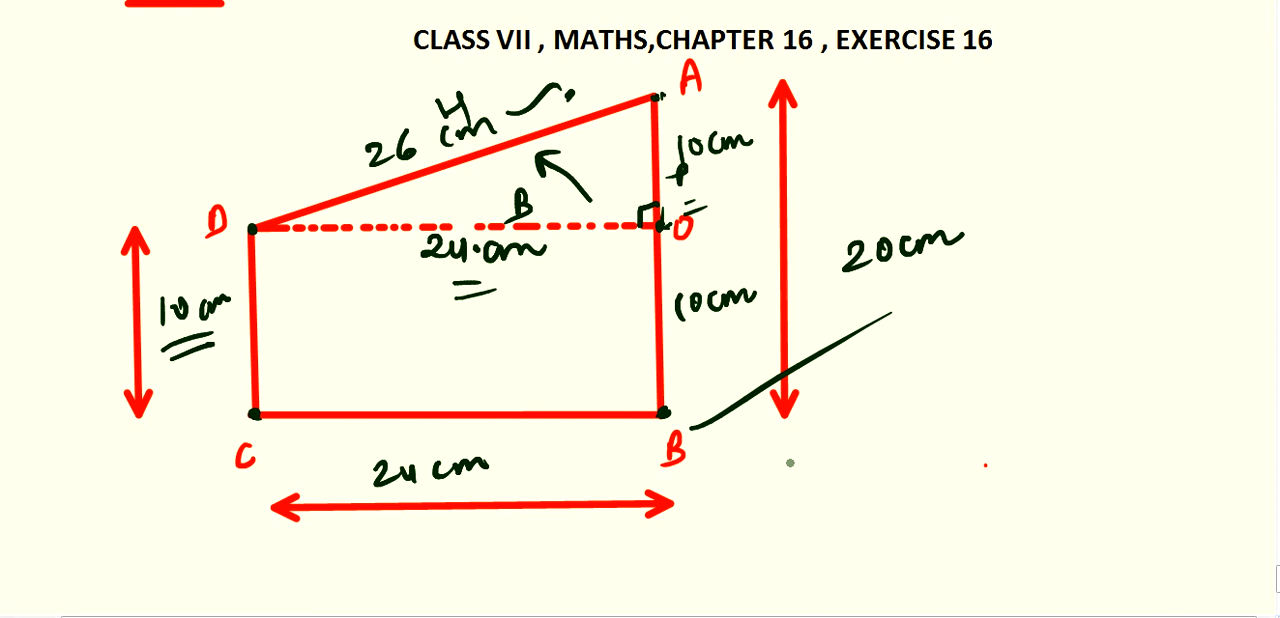 CLASS VII , MATHS,CHAPTER 16 , EXERCISE 16
A
H
26 cm
10cm
P
D
B
O
24.cm
20cm
10 cm
10cm
C
24 cm
B